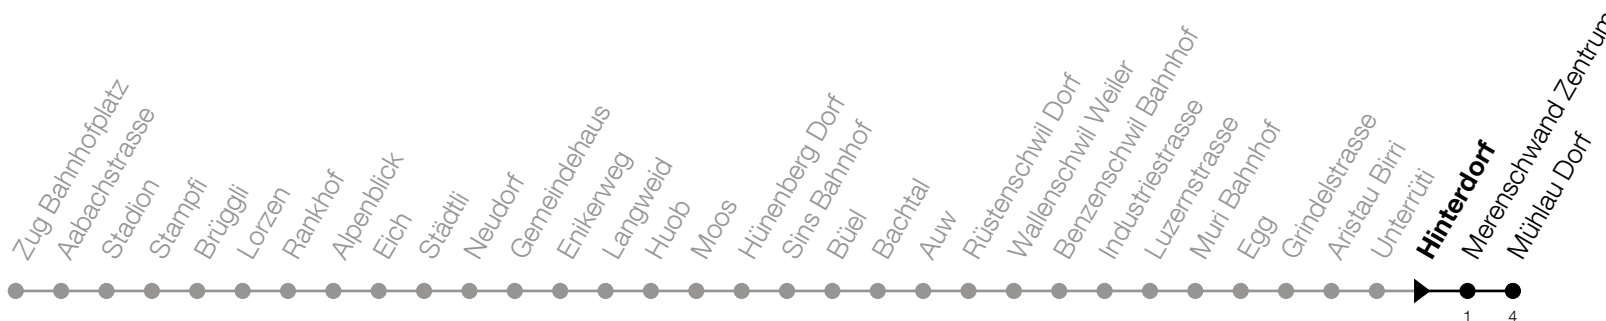 Zug Bahnhofplatz
Aabachstrasse
Stadion
Stampfi
Brüggli
Lorzen
Rankhof
Alpenblick
Eich
Städtli
Neudorf
Gemeindehaus
Enikerweg
Langweid
Huob
Moos
Hünenberg Dorf
Sins Bahnhof
Büel
Bachtal
Auw
Rüstenschwil Dorf
Wallenschwil Weiler
Benzenschwil Bahnhof
Industriestrasse
Luzernstrasse
Muri Bahnhof
Egg
Grindelstrasse
Aristau Birri
Unterrüti
Hinterdorf
Merenschwand Zentrum
Mühlau Dorf
1
4